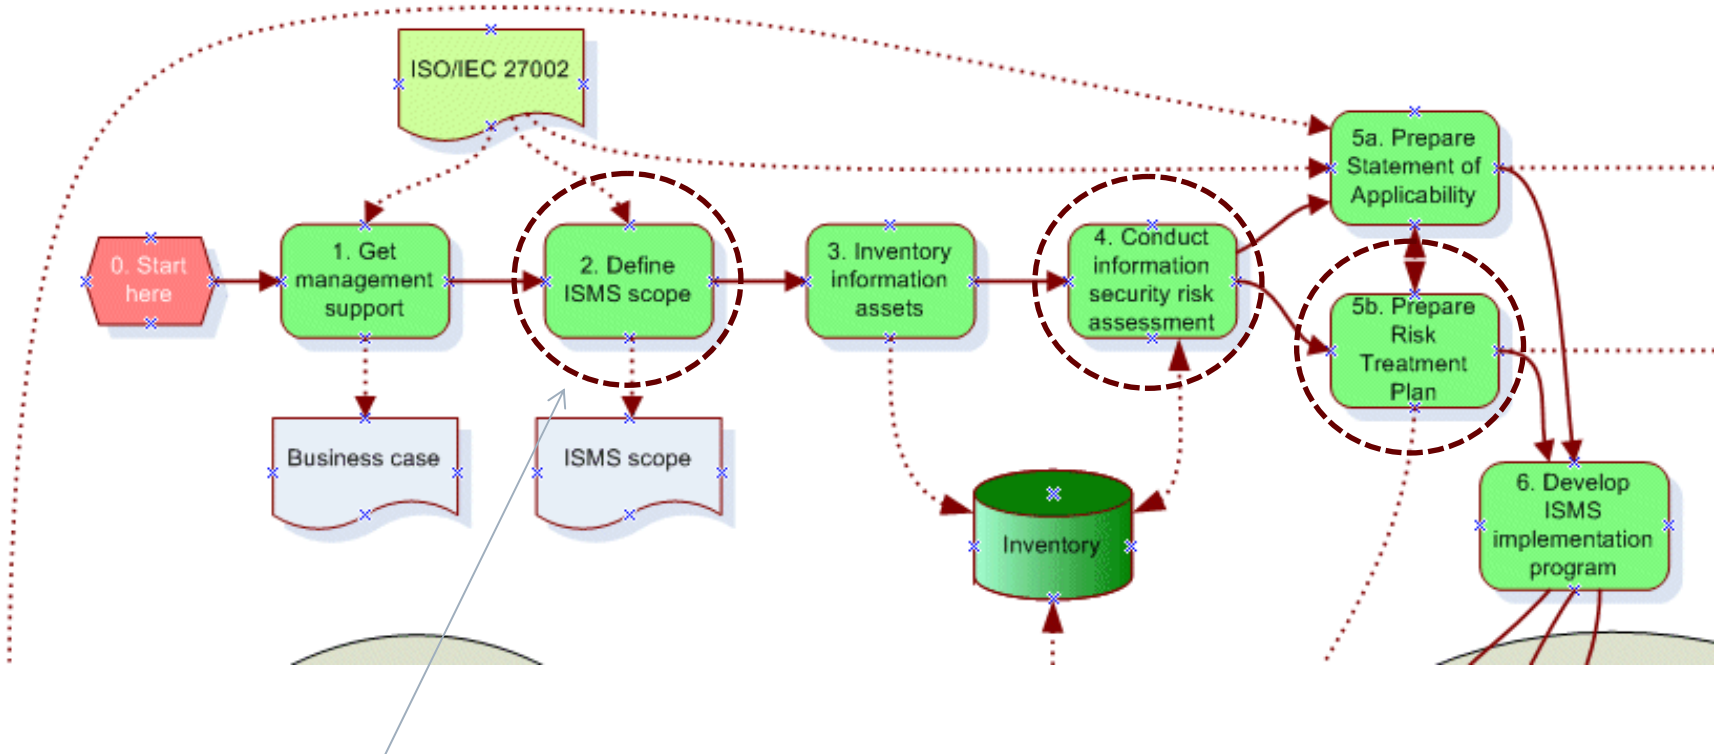 ISO/IEC 27002
0. Start
here
1. Get
management
support
2. Define
ISMS scope
3. Inventory
information
assets
4. Conduct
information
security risk
assessment
5a. Prepare
Statement of
Applicability
5b. Prepare
Risk
Treatment
Plan
Business case
ISMS scope
Inventory
6. Develop
ISMS
implementation
program